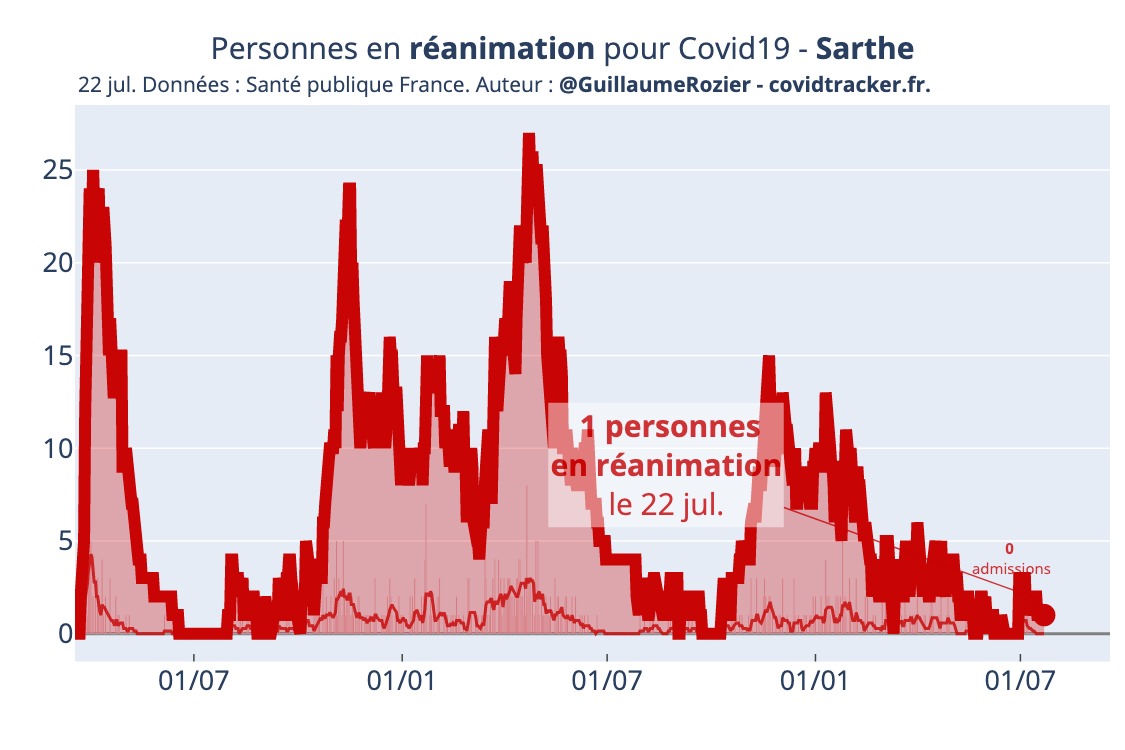 Personnes en réanimation pour Covid19 - Sarthe
22 jul. Données : Santé publique France. Auteur : @GuillaumeRozier - covidtracker.fr.
25
20
15
10
5
0
1 personnes
en réanimation
le 22 jul.
0
admissions
01/07
01/01
01/07
01/01
01/07